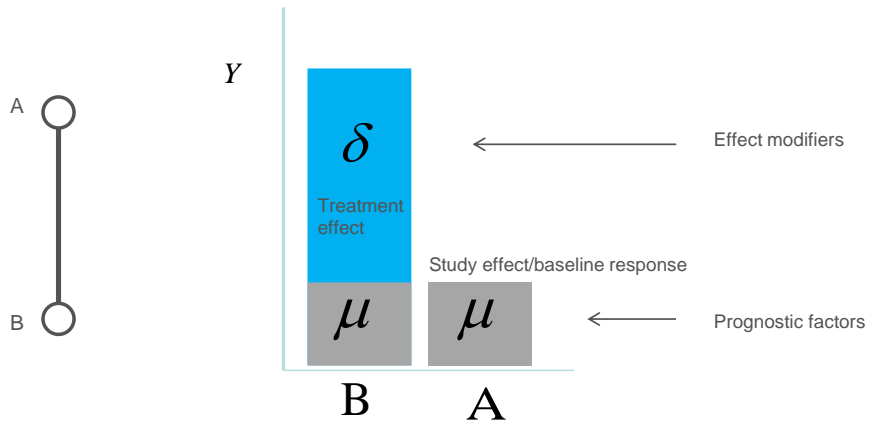 Y
A
δ
Effect modifiers
Treatment
effect
Study effect/baseline response
μ
μ
B
Prognostic factors
B
A